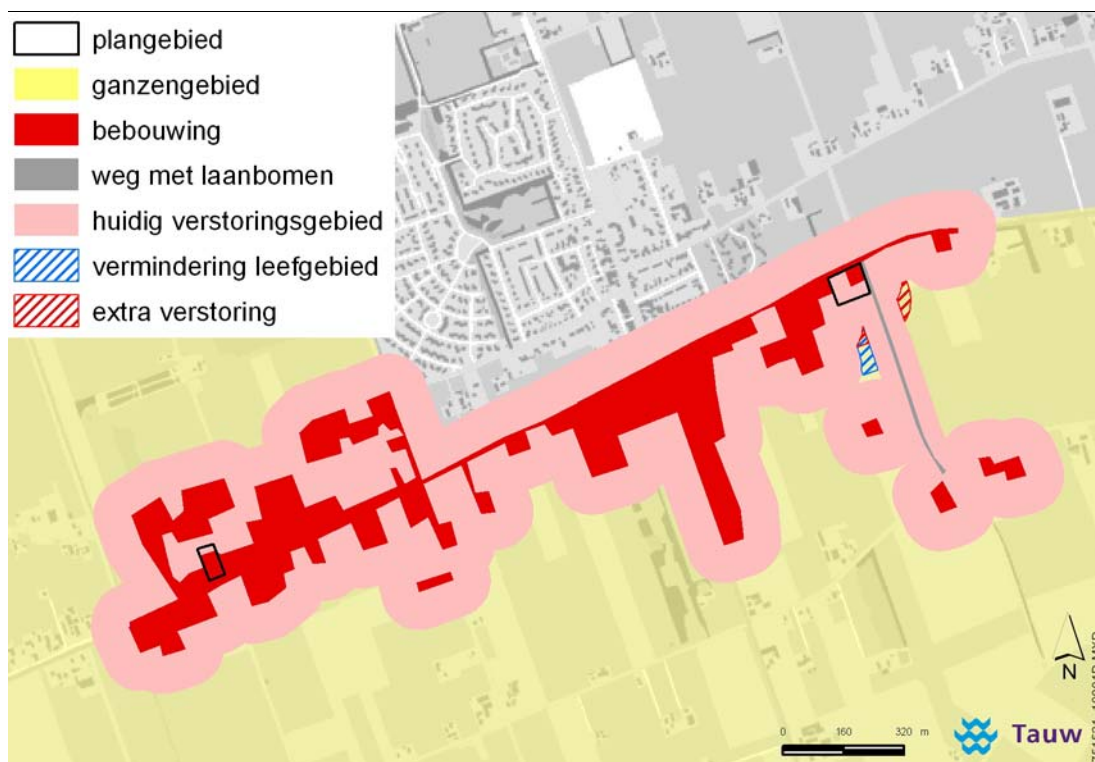 plangebied
ganzengebied
bebouwing
weg met laanbomen
huidig verstoringsgebied
vermindering leefgebied
extra verstoring
N
0 160 320 m
Tauw